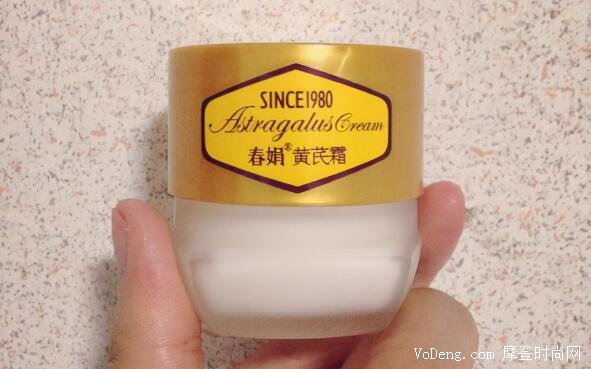 SINCE1980
Astragalus Cream
春娟® 黄芪霜
VoDeng.com 摩登时尚网